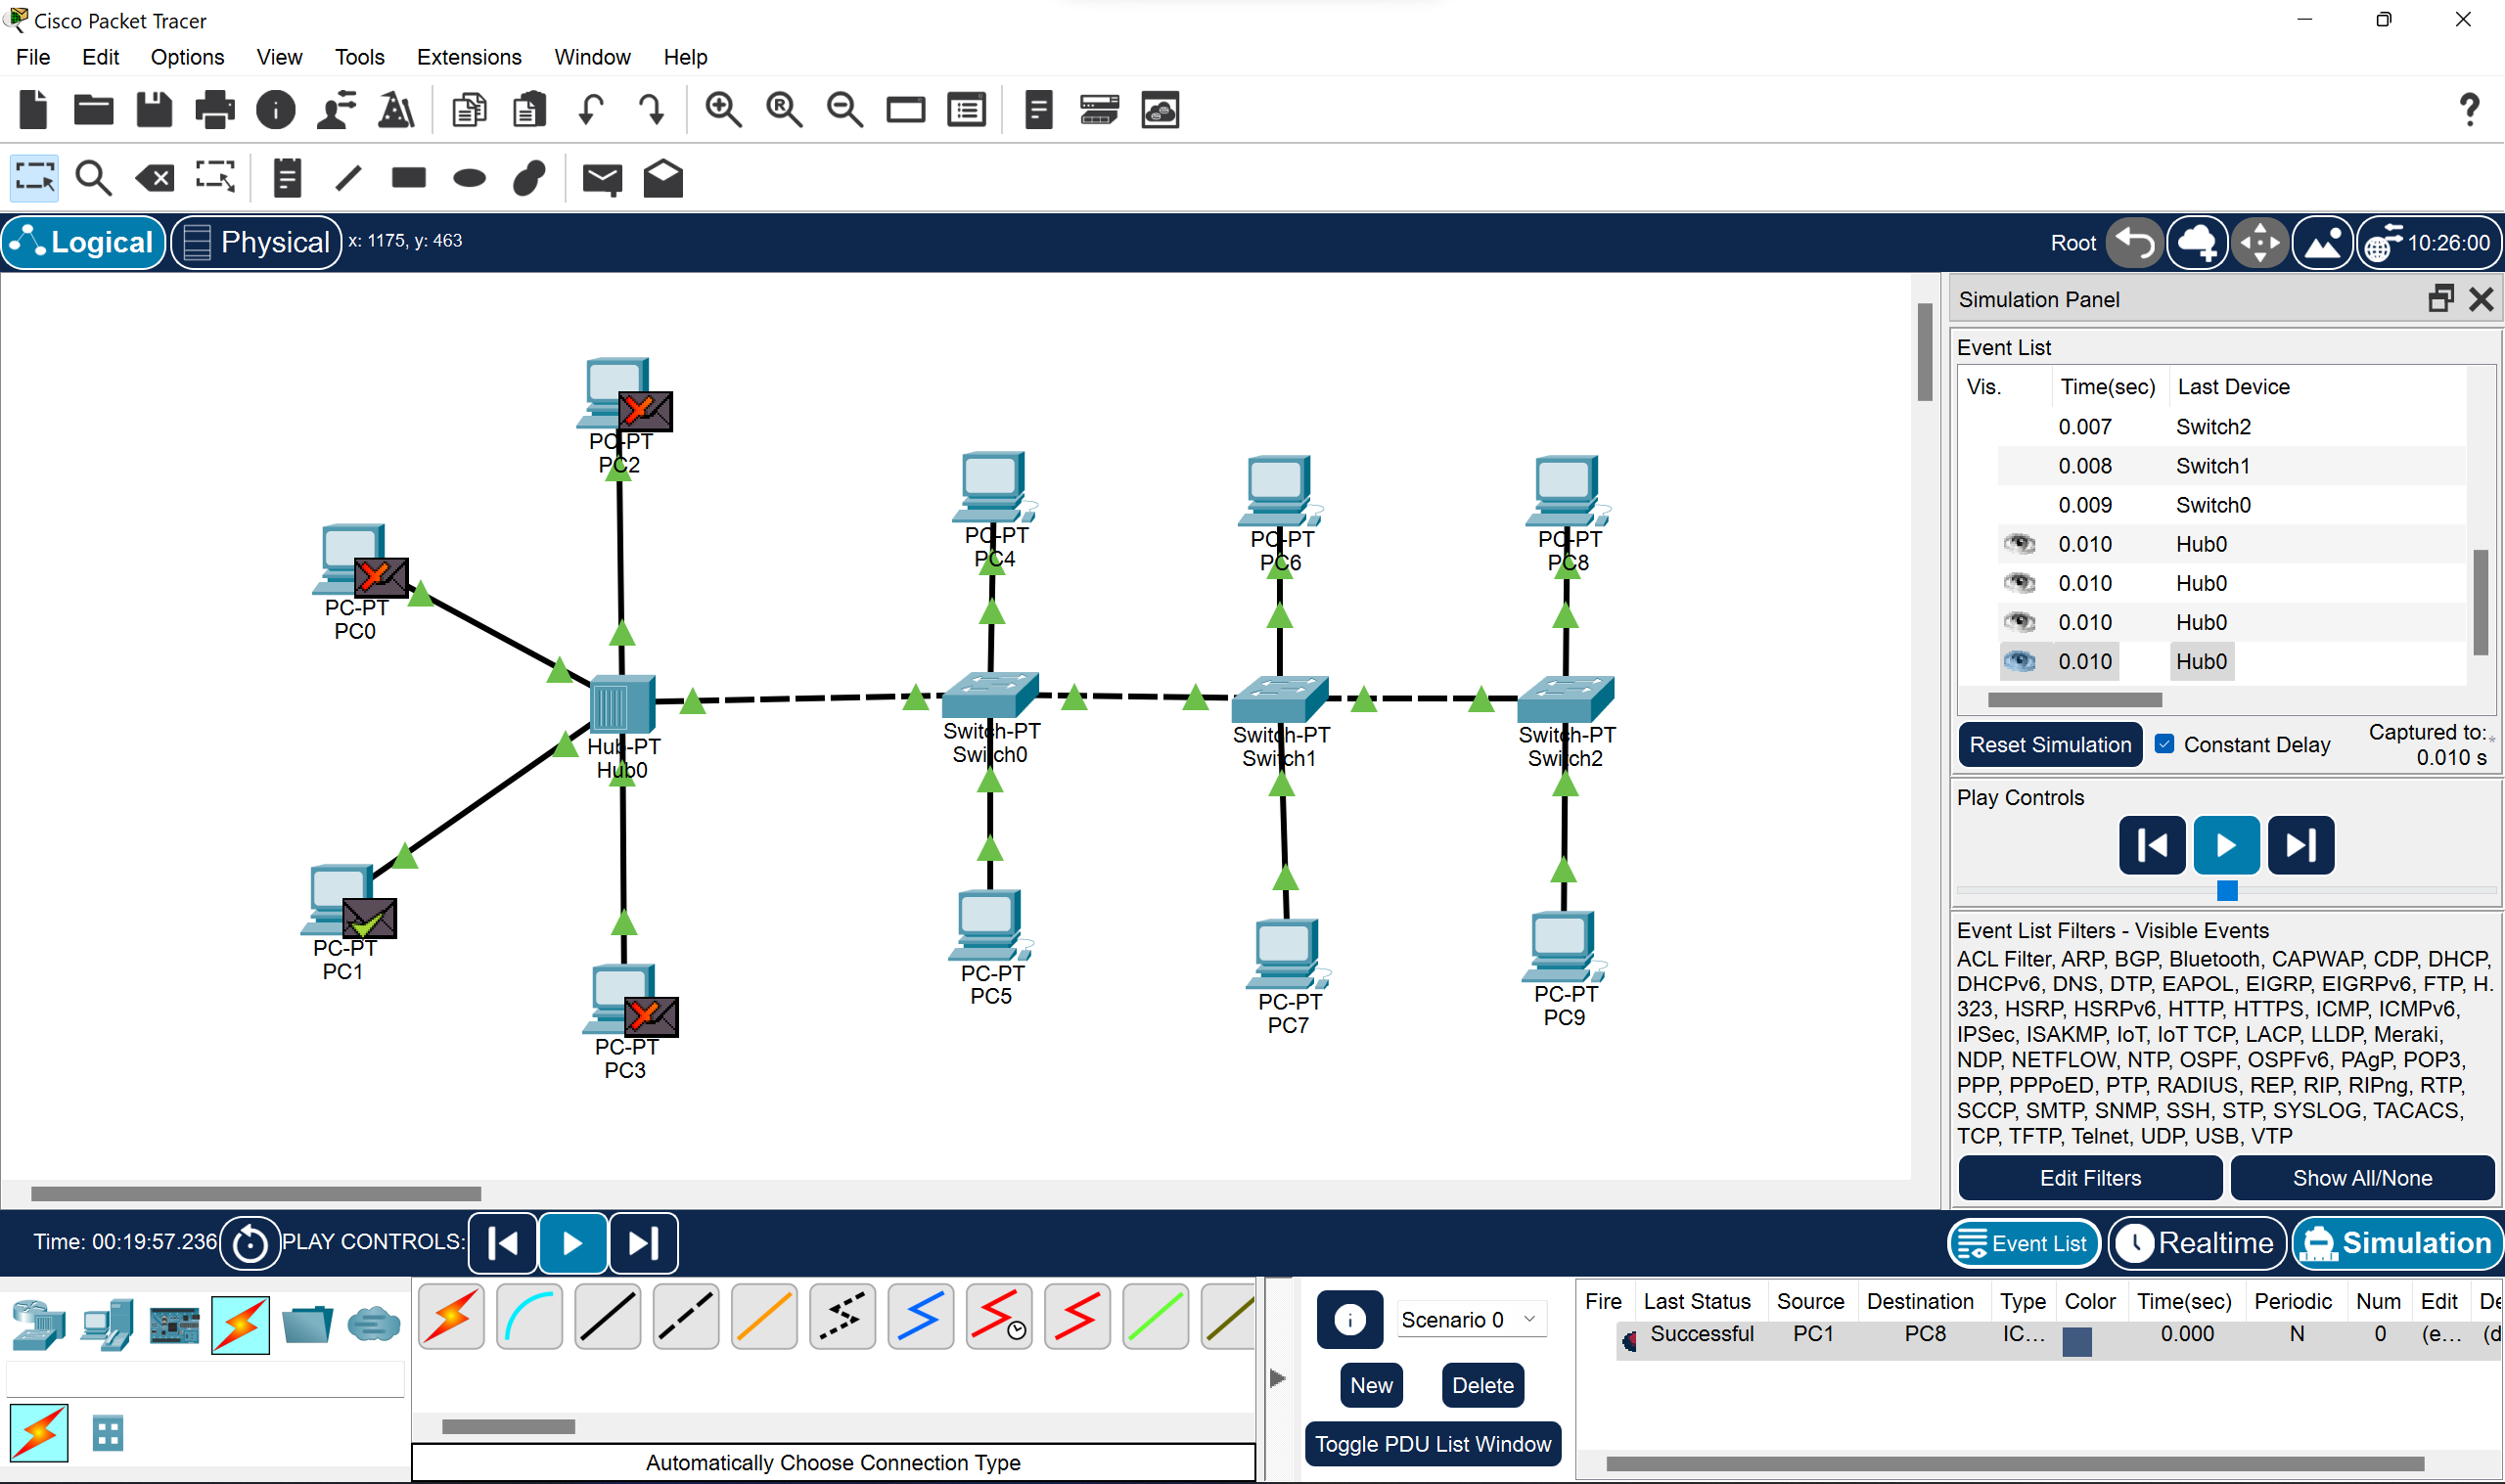 Cisco Packet Tracer
File Edit Options View Tools Extensions Window Help
Logical Physical x: 1175, y: 463 Root 10:26:00
Simulation Panel
Event List
Vis. Time(sec) Last Device
0.007 Switch2
0.008 Switch1
0.009 Switch0
0.010 Hub0
0.010 Hub0
0.010 Hub0
0.010 Hub0
Reset Simulation Constant Delay Captured to:*
0.010 s
Play Controls
Event List Filters - Visible Events
ACL Filter, ARP, BGP, Bluetooth, CAPWAP, CDP, DHCP,
DHCPv6, DNS, DTP, EAPOL, EIGRP, EIGRPv6, FTP, H.
323, HSRP, HSRPv6, HTTP, HTTPS, ICMP, ICMPv6,
IPSec, ISAKMP, IoT, IoT TCP, LACP, LLDP, Meraki,
NDP, NETFLOW, NTP, OSPF, OSPFv6, PAgP, POP3,
PPP, PPPoED, PTP, RADIUS, REP, RIP, RIPng, RTP,
SCCP, SMTP, SNMP, SSH, STP, SYSLOG, TACACS,
TCP, TFTP, Telnet, UDP, USB, VTP
Edit Filters Show All/None
PC-PT
PC2
PC-PT
PC0
PC-PT
PC4
PC-PT
PC6
PC-PT
PC8
Hub-PT
Hub0
Switch-PT
Switch0
Switch-PT
Switch1
Switch-PT
Switch2
PC-PT
PC1
PC-PT
PC3
PC-PT
PC5
PC-PT
PC7
PC-PT
PC9
Time: 00:19:57.236 PLAY CONTROLS: Event List Realtime Simulation
Scenario 0
New Delete
Toggle PDU List Window
Automatically Choose Connection Type
Fire Last Status Source Destination Type Color Time(sec) Periodic Num Edit De
Successful PC1 PC8 IC... 0.000 N 0 (e... (d